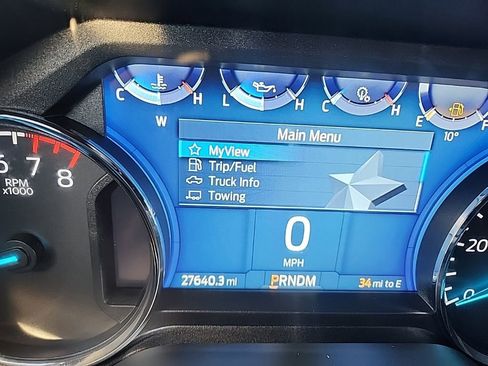 C H L H C H E F
W 10°
Main Menu
MyView
Trip/Fuel
Truck Info
Towing
6 7 8
RPM
x1000
0
MPH
20
0
27640.3 mi PRNDM 34 mi to E